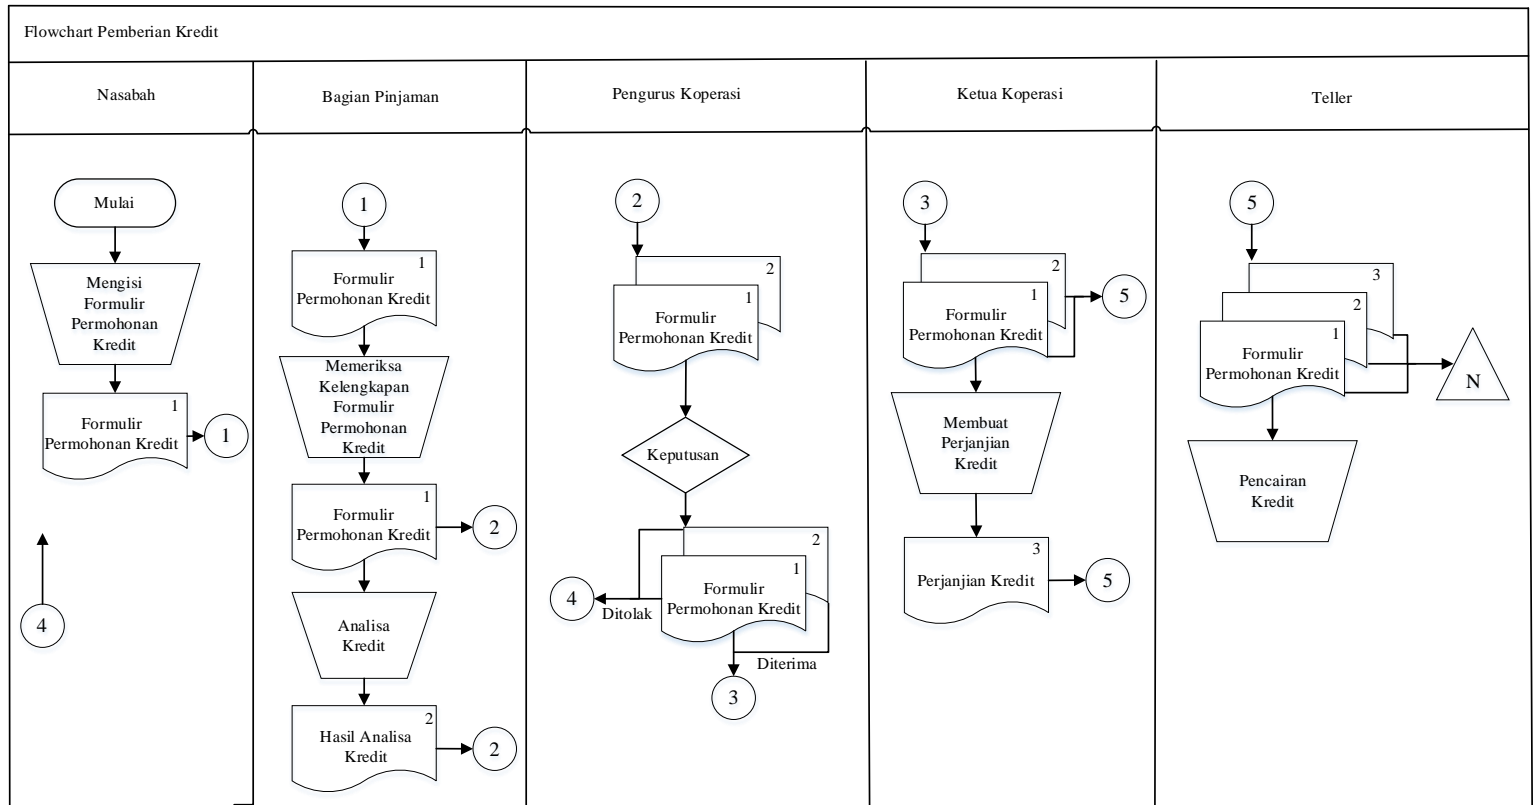 Flowchart Pemberian Kredit
Nasabah
Bagian Pinjaman
Pengurus Koperasi
Ketua Koperasi
Teller
Mulai
Mengisi
Formulir
Permohonan
Kredit
1
Formulir
Permohonan Kredit
1
4
1
1
Formulir
Permohonan Kredit
Memeriksa
Kelengkapan
Formulir
Permohonan
Kredit
1
Formulir
Permohonan Kredit
2
Analisa
Kredit
2
Hasil Analisa
Kredit
2
2
2
1
Formulir
Permohonan Kredit
Keputusan
2
1
Formulir
Permohonan Kredit
4
Ditolak
Diterima
3
3
2
1
Formulir
Permohonan Kredit
5
Membuat
Perjanjian
Kredit
3
Perjanjian Kredit
5
5
3
2
1
Formulir
Permohonan Kredit
N
Pencairan
Kredit